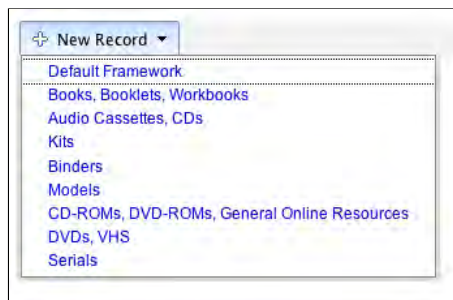 New Record
Default Framework
Books, Booklets, Workbooks
Audio Cassettes, CDs
Kits
Binders
Models
CD-ROMs, DVD-ROMs, General Online Resources
DVDs, VHS
Serials